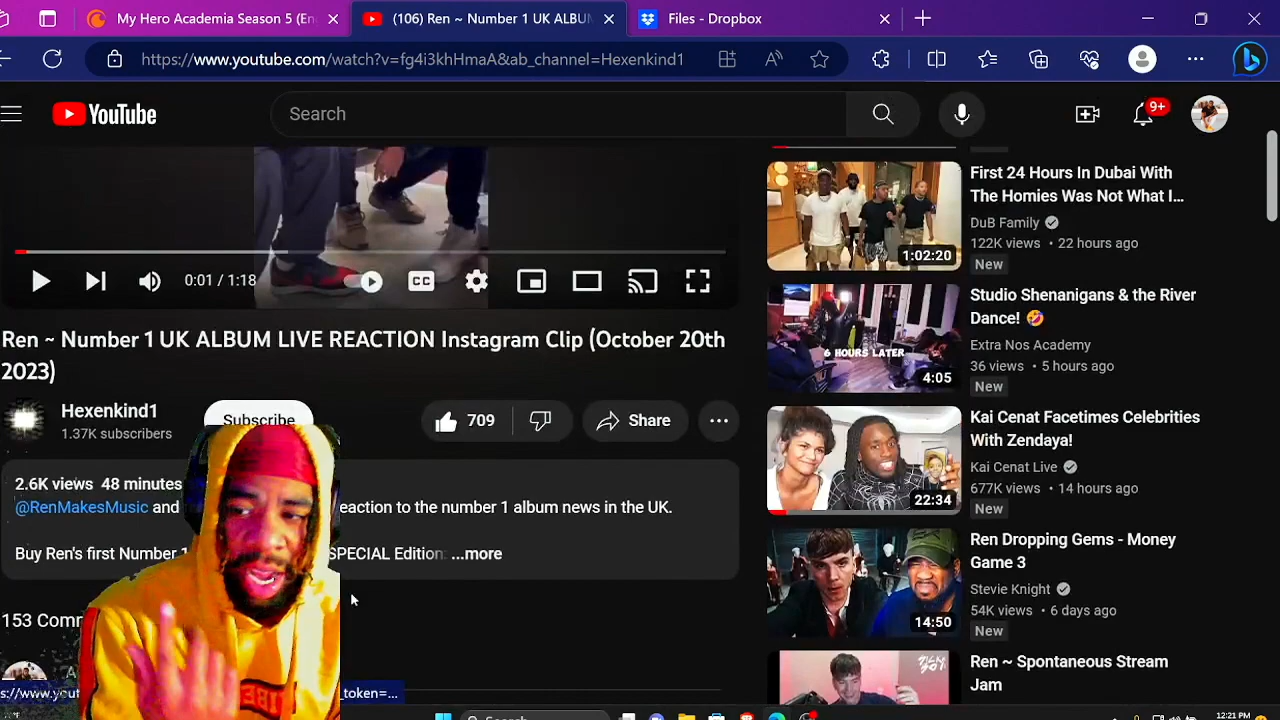 My Hero Academia Season 5 (En
(106) Ren ~ Number 1 UK ALBU
Files - Dropbox
https://www.youtube.com/watch?v=fg4i3khHmaA&ab_channel=Hexenkind1
YouTube
Search
9+
0:01 / 1:18
CC
Ren ~ Number 1 UK ALBUM LIVE REACTION Instagram Clip (October 20th
2023)
Hexenkind1
1.37K subscribers
Subscribe
709
Share
2.6K views 48 minutes
@RenMakesMusic and
eaction to the number 1 album news in the UK.
Buy Ren's first Number 1
SPECIAL Edition: ...more
153 Com
s://www.yout
_token=...
First 24 Hours In Dubai With
The Homies Was Not What I...
DuB Family
122K views • 22 hours ago
New
1:02:20
Studio Shenanigans & the River
Dance! 🤣
Extra Nos Academy
36 views • 5 hours ago
New
6 HOURS LATER
4:05
Kai Cenat Facetimes Celebrities
With Zendaya!
Kai Cenat Live
677K views • 14 hours ago
New
22:34
Ren Dropping Gems - Money
Game 3
Stevie Knight
54K views • 6 days ago
New
14:50
Ren ~ Spontaneous Stream
Jam
Search
12:21 PM